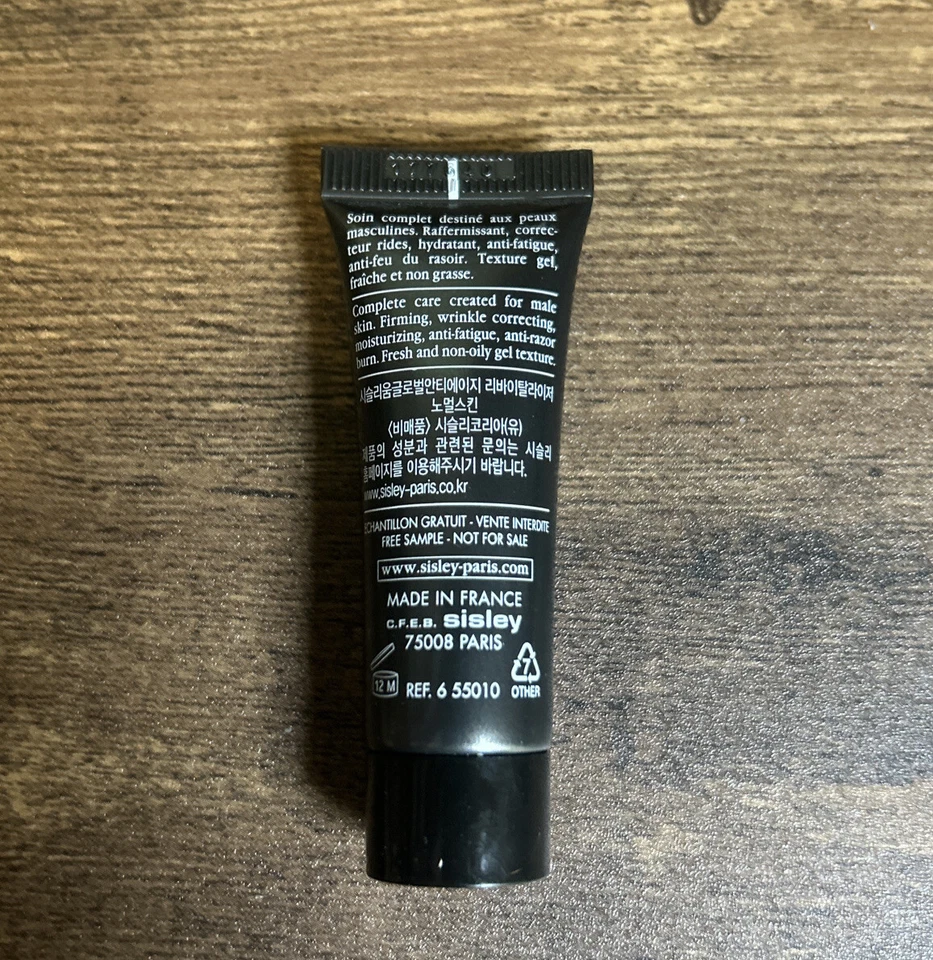 Soin complet destiné aux peaux
masculines. Raffermissant, correc-
teur rides, hydratant, anti-fatigue,
anti-feu du rasoir. Texture gel,
fraîche et non grasse.
Complete care created for male
skin. Firming, wrinkle correcting,
moisturizing, anti-fatigue, anti-razor
burn. Fresh and non-oily gel texture.
시슬리움글로벌안티에이지 리바이탈라이저
노멀스킨
〈비매품〉 시슬리코리아(유)
제품의 성분과 관련된 문의는 시슬리
홈페이지를 이용해주시기 바랍니다.
www.sisley-paris.co.kr
ECHANTILLON GRATUIT - VENTE INTERDITE
FREE SAMPLE - NOT FOR SALE
www.sisley-paris.com
MADE IN FRANCE
C.F.E.B. sisley
75008 PARIS
7
12 M REF. 6 55010 OTHER